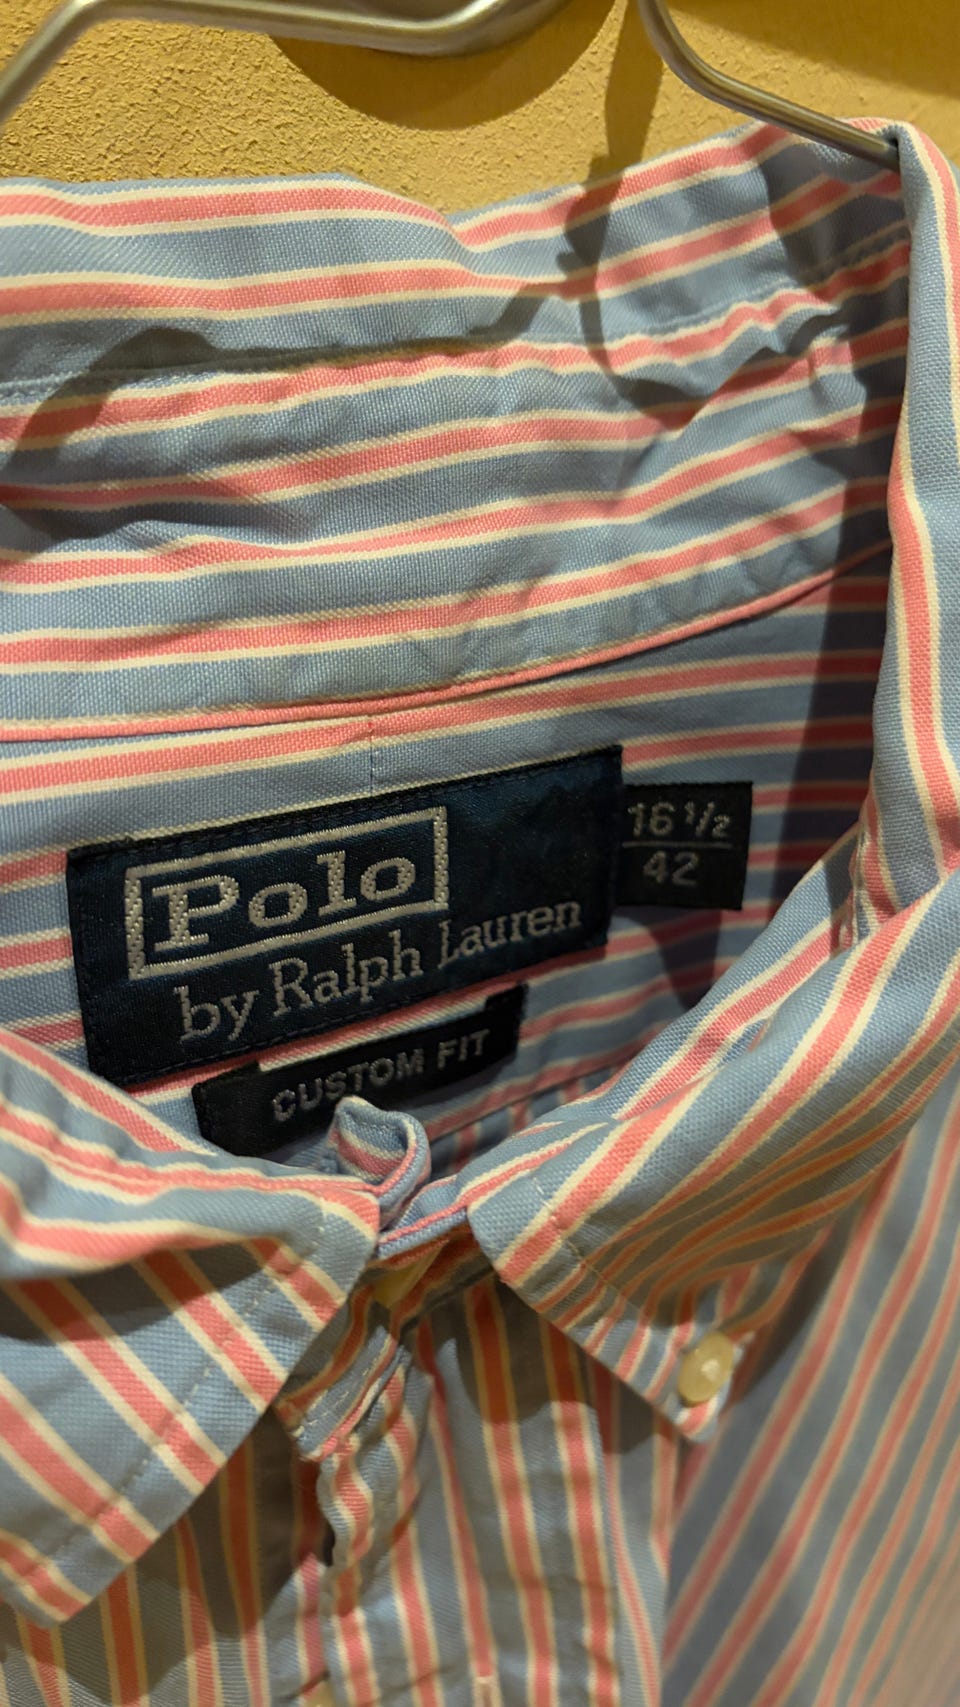 Polo
by Ralph Lauren
16 1/2
42
CUSTOM FIT